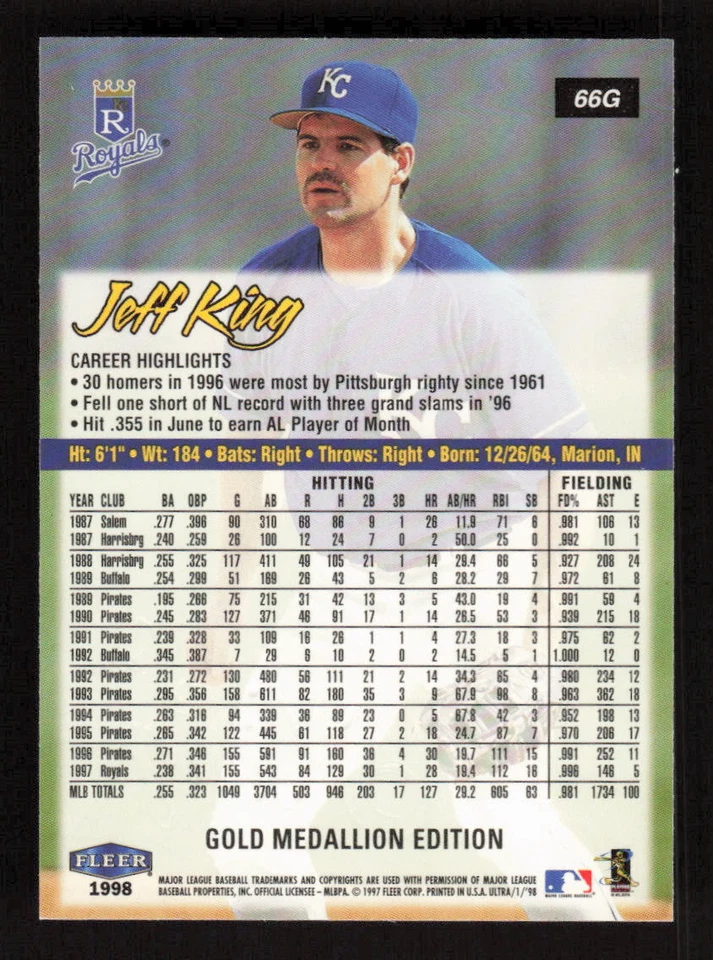 KC
66G
R
Royals
Jeff King
CAREER HIGHLIGHTS
• 30 homers in 1996 were most by Pittsburgh righty since 1961
• Fell one short of NL record with three grand slams in '96
• Hit .355 in June to earn AL Player of Month
Ht: 6'1" • Wt: 184 • Bats: Right • Throws: Right • Born: 12/26/64, Marion, IN
HITTING FIELDING
YEAR CLUB BA OBP G AB R H 2B 3B HR AB/HR RBI SB FD% AST E
1987 Salem .277 .396 90 310 68 86 9 1 26 11.9 71 6 .981 106 13
1987 Harrisbrg .240 .259 26 100 12 24 7 0 2 50.0 25 0 .992 10 1
1988 Harrisbrg .255 .325 117 411 49 105 21 1 14 29.4 66 5 .927 208 24
1989 Buffalo .254 .299 51 169 26 43 5 2 6 28.2 29 7 .972 61 8
1989 Pirates .195 .266 75 215 31 42 13 3 5 43.0 19 4 .991 59 4
1990 Pirates .245 .283 127 371 46 91 17 1 14 26.5 53 3 .939 215 18
1991 Pirates .239 .328 33 109 16 26 1 1 4 27.3 18 3 .975 62 2
1992 Buffalo .345 .387 7 29 6 10 2 0 2 14.5 5 1 1.000 12 0
1992 Pirates .231 .272 130 480 56 111 21 2 14 34.3 65 4 .980 234 12
1993 Pirates .295 .356 158 611 82 180 35 3 9 67.9 98 8 .963 362 18
1994 Pirates .263 .316 94 339 36 89 23 0 5 67.8 42 3 .952 198 13
1995 Pirates .265 .342 122 445 61 118 27 2 18 24.7 87 7 .970 206 17
1996 Pirates .271 .346 155 591 91 160 36 4 30 19.7 111 15 .991 252 11
1997 Royals .238 .341 155 543 84 129 30 1 28 19.4 112 16 .996 146 5
MLB TOTALS .255 .323 1049 3704 503 946 203 17 127 29.2 605 63 .981 1734 100
GOLD MEDALLION EDITION
FLEER
1998
MAJOR LEAGUE BASEBALL TRADEMARKS AND COPYRIGHTS ARE USED WITH PERMISSION OF MAJOR LEAGUE
BASEBALL PROPERTIES, INC. OFFICIAL LICENSEE – MLBPA. © 1997 FLEER CORP. PRINTED IN U.S.A. ULTRA/1/'98
MAJOR LEAGUE BASEBALL